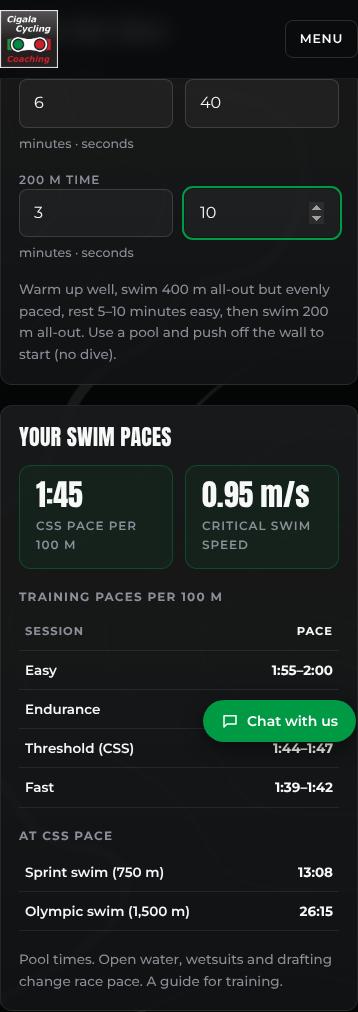 Cigala
Cycling
Coaching
MENU
6
40
minutes · seconds
200 M TIME
3
10
minutes · seconds
Warm up well, swim 400 m all-out but evenly
paced, rest 5–10 minutes easy, then swim 200
m all-out. Use a pool and push off the wall to
start (no dive).
YOUR SWIM PACES
1:45
CSS PACE PER
100 M
0.95 m/s
CRITICAL SWIM
SPEED
TRAINING PACES PER 100 M
SESSION PACE
Easy 1:55–2:00
Endurance
Chat with us
Threshold (CSS) 1:44–1:47
Fast 1:39–1:42
AT CSS PACE
Sprint swim (750 m) 13:08
Olympic swim (1,500 m) 26:15
Pool times. Open water, wetsuits and drafting
change race pace. A guide for training.